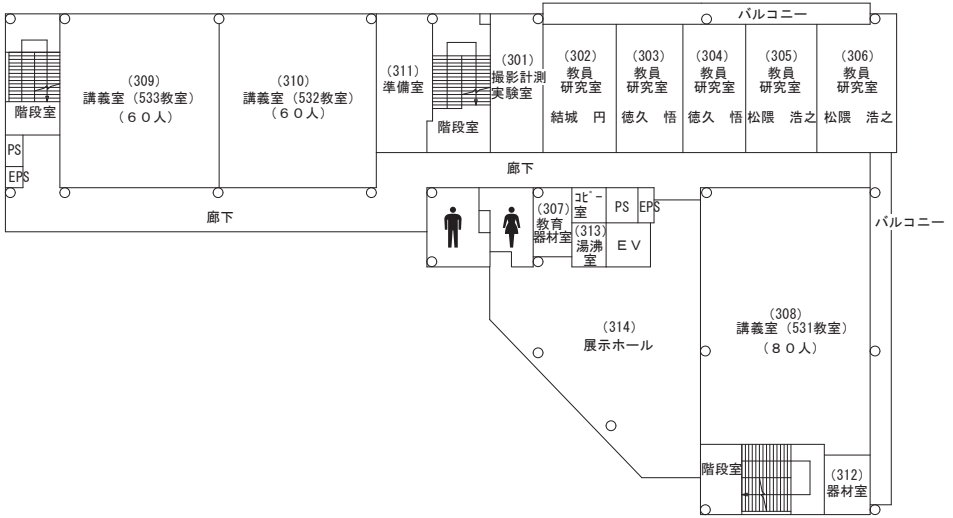 バルコニー
(309)
講義室(533教室)
(60人)
(310)
講義室(532教室)
(60人)
(311)
準備室
(301)
撮影計測
実験室
(302)
教員
研究室
結城 円
(303)
教員
研究室
徳久 悟
(304)
教員
研究室
徳久 悟
(305)
教員
研究室
松隈 浩之
(306)
教員
研究室
松隈 浩之
階段室
階段室
PS
EPS
廊下
廊下
バルコニー
(307)
教育
器材室
コピー
室
PS
EPS
(313)
湯沸
室
EV
(314)
展示ホール
(308)
講義室(531教室)
(80人)
階段室
(312)
器材室